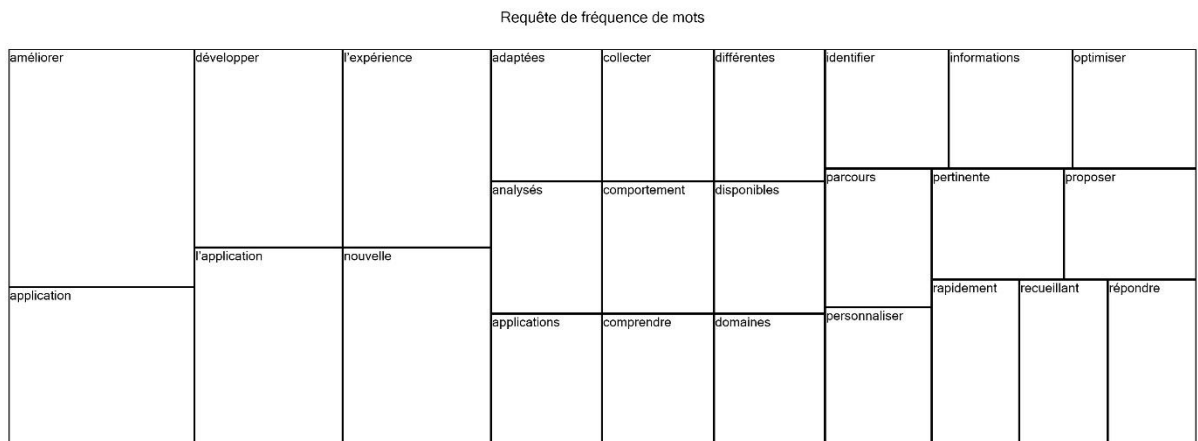 Requête de fréquence de mots
améliorer
développer
l'expérience
adaptées
collecter
différentes
identifier
informations
optimiser
parcours
pertinente
proposer
analysés
comportement
disponibles
l'application
nouvelle
rapidement
recueillant
répondre
application
personnaliser
applications
comprendre
domaines